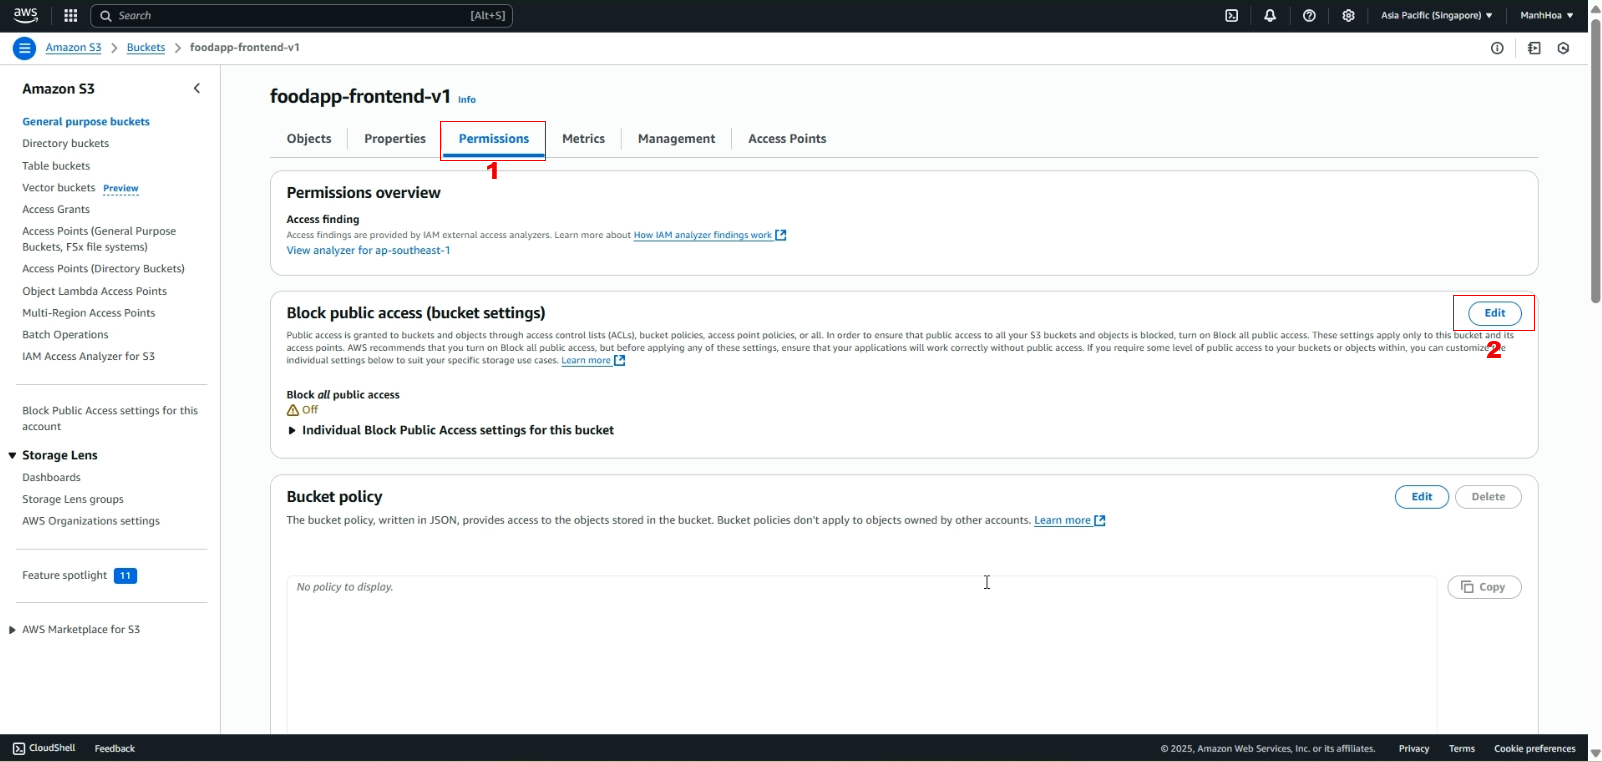 aws
Search [Alt+S]
Asia Pacific (Singapore) ▼
ManhHoa ▼
Amazon S3 > Buckets > foodapp-frontend-v1
Amazon S3
General purpose buckets
Directory buckets
Table buckets
Vector buckets Preview
Access Grants
Access Points (General Purpose
Buckets, FSx file systems)
Access Points (Directory Buckets)
Object Lambda Access Points
Multi-Region Access Points
Batch Operations
IAM Access Analyzer for S3
Block Public Access settings for this
account
Storage Lens
Dashboards
Storage Lens groups
AWS Organizations settings
Feature spotlight 11
AWS Marketplace for S3
foodapp-frontend-v1 Info
Objects Properties Permissions Metrics Management Access Points
1
Permissions overview
Access finding
Access findings are provided by IAM external access analyzers. Learn more about How IAM analyzer findings work
View analyzer for ap-southeast-1
Block public access (bucket settings)
Edit
Public access is granted to buckets and objects through access control lists (ACLs), bucket policies, access point policies, or all. In order to ensure that public access to all your S3 buckets and objects is blocked, turn on Block all public access. These settings apply only to this bucket and its
access points. AWS recommends that you turn on Block all public access, but before applying any of these settings, ensure that your applications will work correctly without public access. If you require some level of public access to your buckets or objects within, you can customize the
2
individual settings below to suit your specific storage use cases. Learn more
Block all public access
Off
Individual Block Public Access settings for this bucket
Bucket policy
Edit Delete
The bucket policy, written in JSON, provides access to the objects stored in the bucket. Bucket policies don't apply to objects owned by other accounts. Learn more
No policy to display.
Copy
CloudShell Feedback
© 2025, Amazon Web Services, Inc. or its affiliates. Privacy Terms Cookie preferences